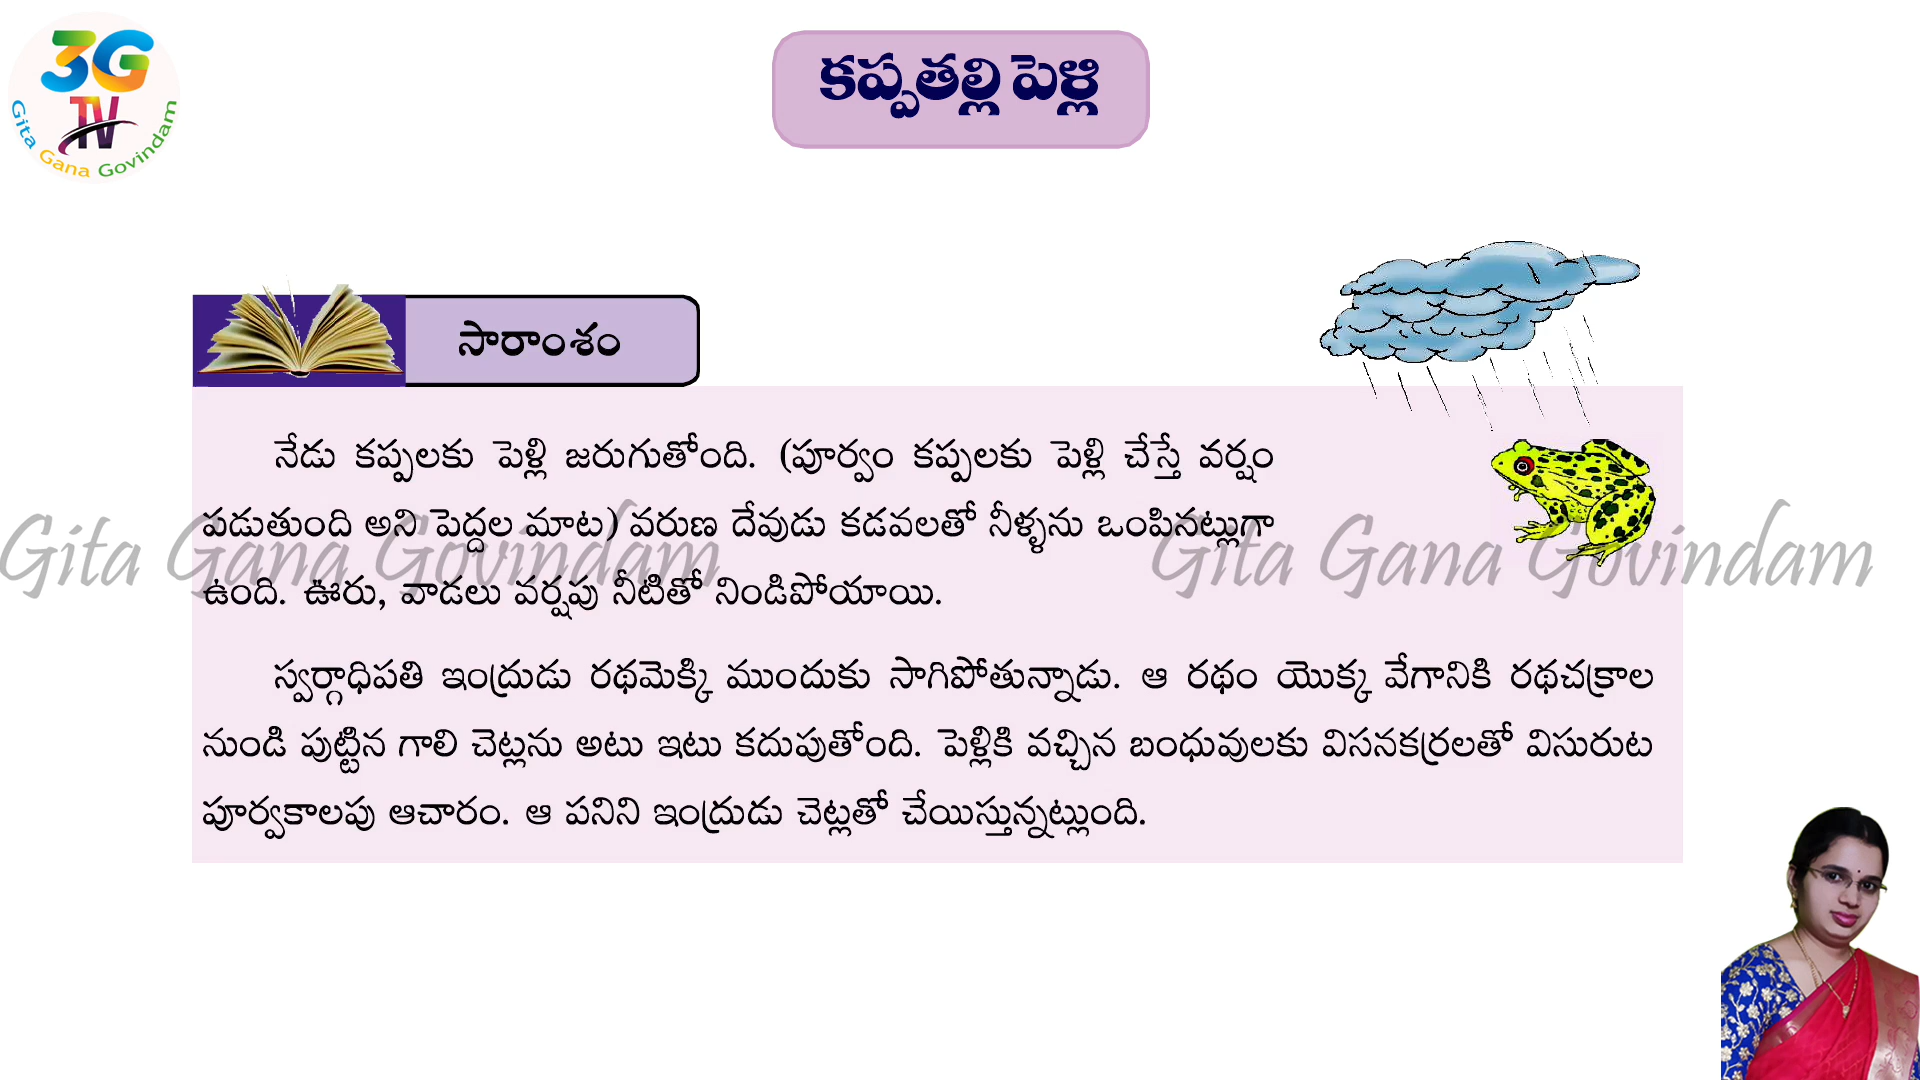 3G
TV
Gita Gana Govindam
కప్పతల్లి పెళ్లి
సారాంశం
నేడు కప్పలకు పెళ్లి జరుగుతోంది. (పూర్వం కప్పలకు పెళ్లి చేస్తే వర్షం
పడుతుంది అని పెద్దల మాట) వరుణ దేవుడు కడవలతో నీళ్ళను ఒంపినట్లుగా
Gita Gana Govindam Gita Gana Govindam
ఉంది. ఊరు, వాడలు వర్షపు నీటితో నిండిపోయాయి.
స్వర్గాధిపతి ఇంద్రుడు రథమెక్కి ముందుకు సాగిపోతున్నాడు. ఆ రథం యొక్క వేగానికి రథచక్రాల
నుండి పుట్టిన గాలి చెట్లను అటు ఇటు కదుపుతోంది. పెళ్లికి వచ్చిన బంధువులకు విసనకర్రలతో విసురుట
పూర్వకాలపు ఆచారం. ఆ పనిని ఇంద్రుడు చెట్లతో చేయిస్తున్నట్లుంది.